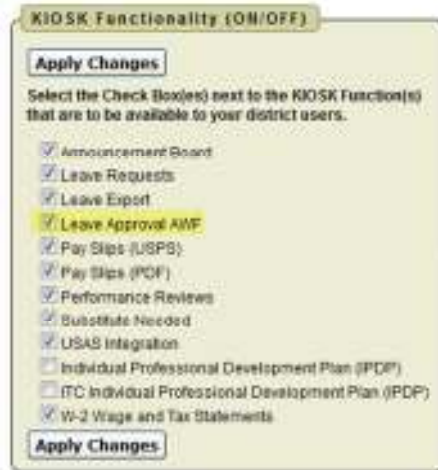 KIOSK Functionality (ON/OFF)
Apply Changes
Select the Check Box(es) next to the KIOSK Function(s)
that are to be available to your district users.
Announcement Board
Leave Requests
Leave Export
Leave Approval AWF
Pay Slips (USPS)
Pay Slips (PDF)
Performance Reviews
Substitute Needed
USAS Integration
Individual Professional Development Plan (IPDP)
ITC Individual Professional Development Plan (IPDP)
W-2 Wage and Tax Statements
Apply Changes